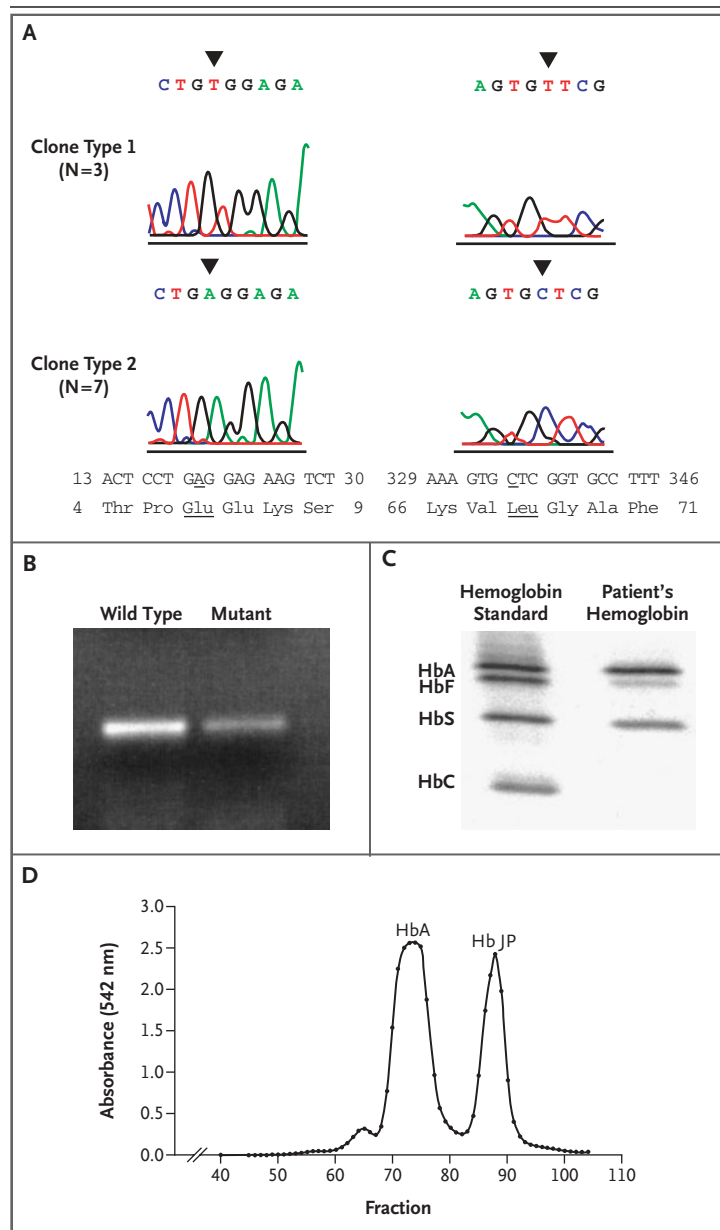 A
C T G T G G A G A
A G T G T T C G
Clone Type 1
(N=3)
C T G A G G A G A
A G T G C T C G
Clone Type 2
(N=7)
13 ACT CCT GAG GAG AAG TCT 30 329 AAA GTG CTC GGT GCC TTT 346
4 Thr Pro Glu Glu Lys Ser 9 66 Lys Val Leu Gly Ala Phe 71
B
Wild Type Mutant
C
Hemoglobin Standard
Patient's Hemoglobin
HbA
HbF
HbS
HbC
D
HbA
Hb JP
Absorbance (542 nm)
3.0
2.5
2.0
1.5
1.0
0.5
0.0
40 50 60 70 80 90 100 110
Fraction